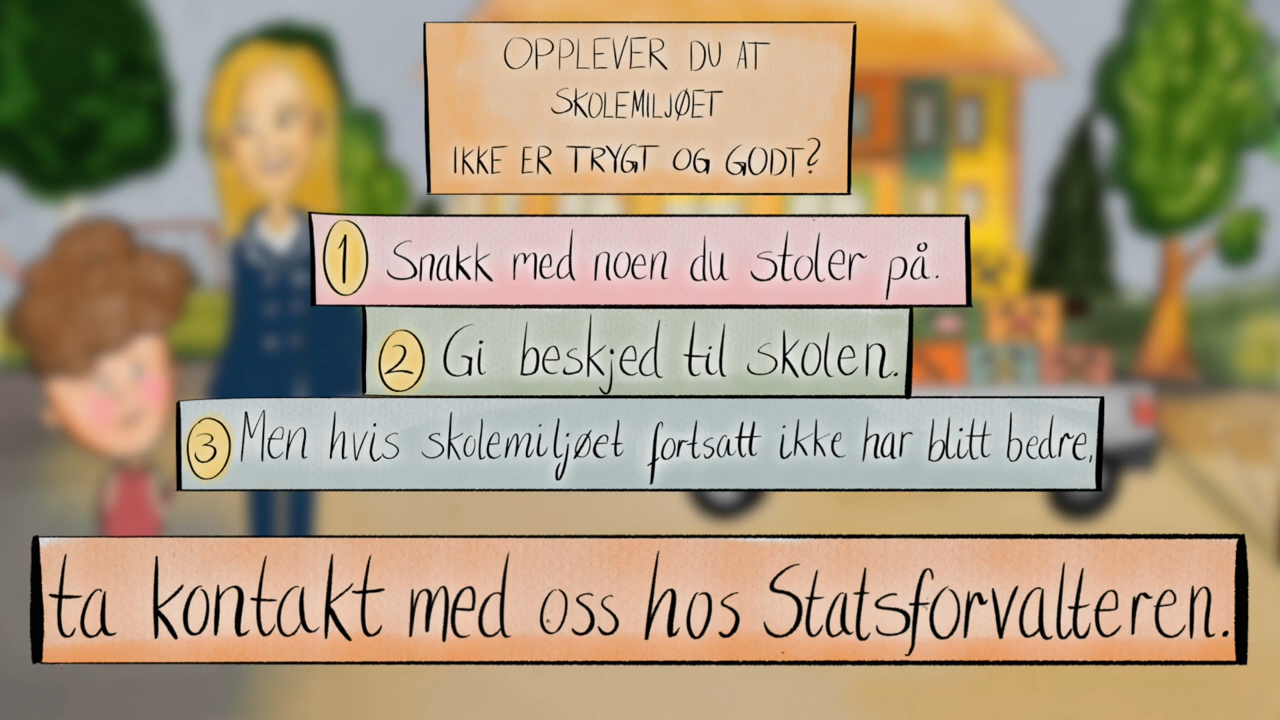 OPPLEVER DU AT
SKOLEMILJØET
IKKE ER TRYGT OG GODT?
1 Snakk med noen du stoler på.
2 Gi beskjed til skolen.
3 Men hvis skolemiljøet fortsatt ikke har blitt bedre,
ta kontakt med oss hos Statsforvalteren.